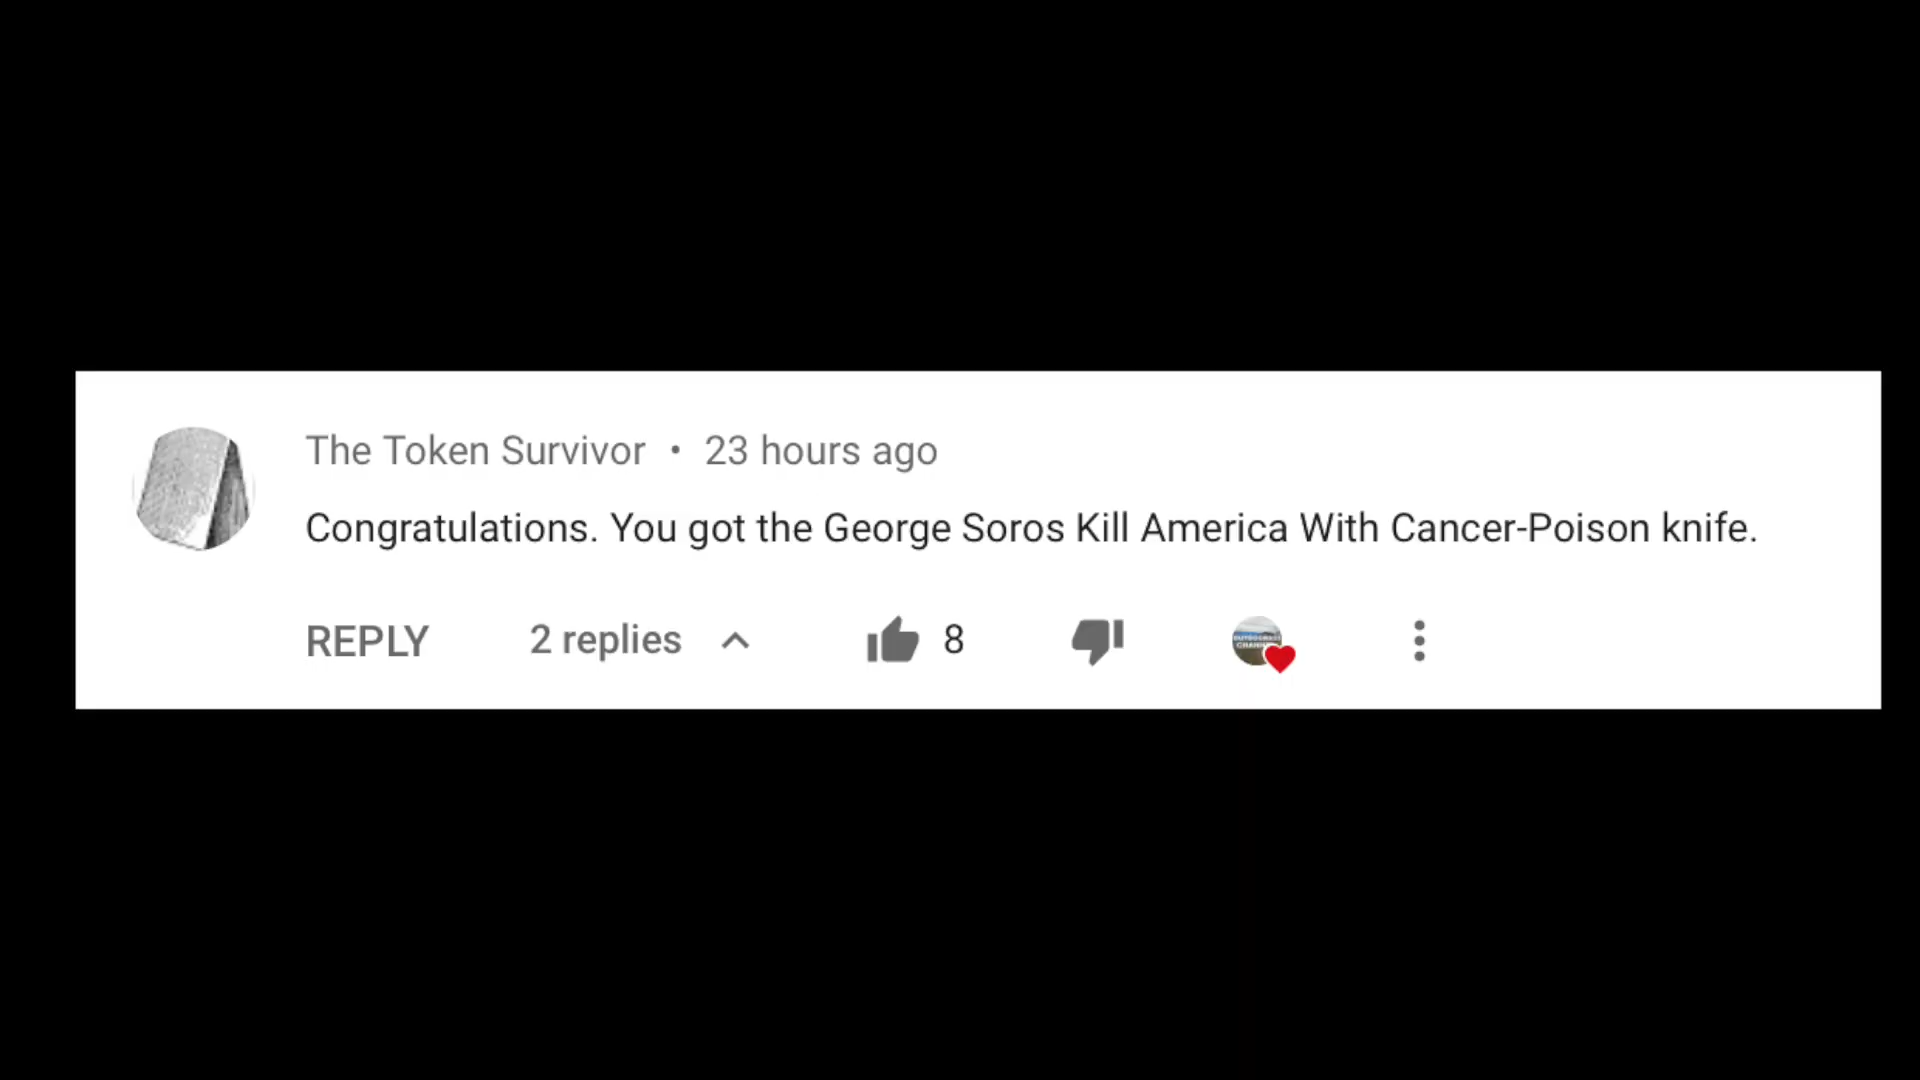 The Token Survivor • 23 hours ago
Congratulations. You got the George Soros Kill America With Cancer-Poison knife.
REPLY 2 replies 8